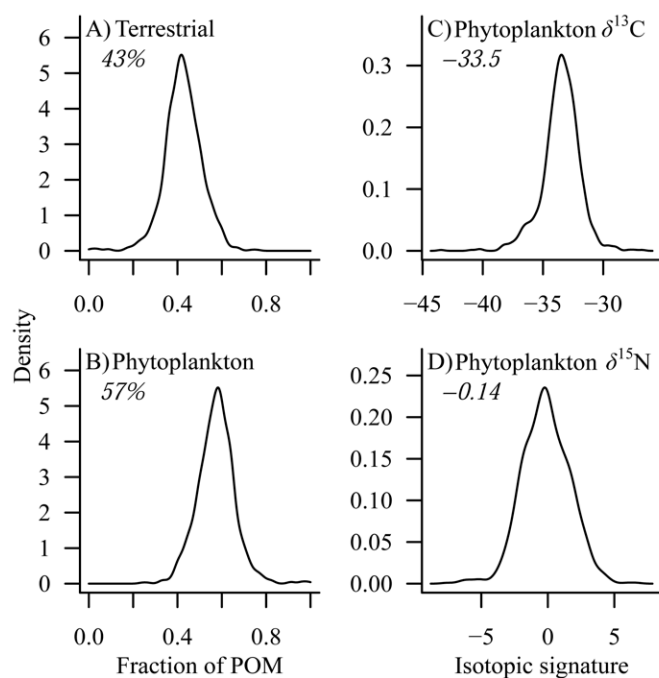 A) Terrestrial
43%
6
5
4
3
2
1
0
0.0 0.4 0.8
C) Phytoplankton δ¹³C
−33.5
0.3
0.2
0.1
0.0
−45 −40 −35 −30
Density
B) Phytoplankton
57%
6
5
4
3
2
1
0
0.0 0.4 0.8
Fraction of POM
D) Phytoplankton δ¹⁵N
−0.14
0.25
0.20
0.15
0.10
0.05
0.00
−5 0 5
Isotopic signature